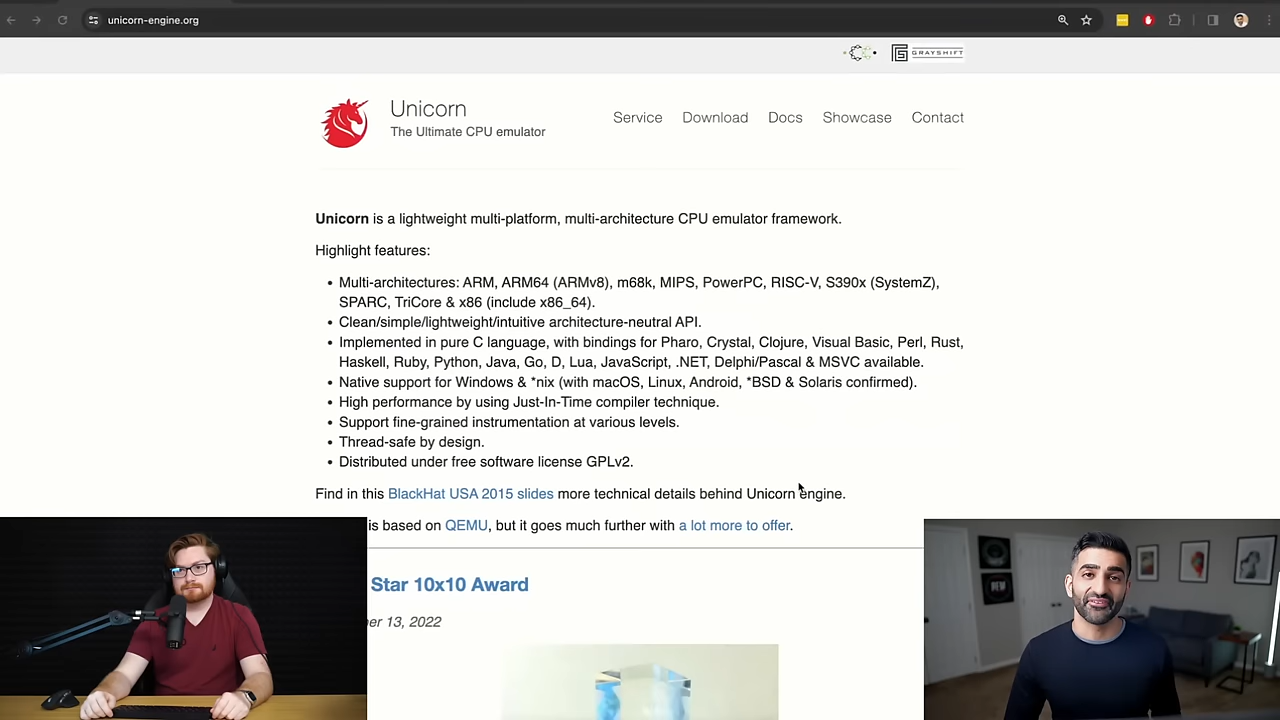 unicorn-engine.org
GRAYSHIFT
Unicorn
The Ultimate CPU emulator
Service Download Docs Showcase Contact
Unicorn is a lightweight multi-platform, multi-architecture CPU emulator framework.
Highlight features:
• Multi-architectures: ARM, ARM64 (ARMv8), m68k, MIPS, PowerPC, RISC-V, S390x (SystemZ),
SPARC, TriCore & x86 (include x86_64).
• Clean/simple/lightweight/intuitive architecture-neutral API.
• Implemented in pure C language, with bindings for Pharo, Crystal, Clojure, Visual Basic, Perl, Rust,
Haskell, Ruby, Python, Java, Go, D, Lua, JavaScript, .NET, Delphi/Pascal & MSVC available.
• Native support for Windows & *nix (with macOS, Linux, Android, *BSD & Solaris confirmed).
• High performance by using Just-In-Time compiler technique.
• Support fine-grained instrumentation at various levels.
• Thread-safe by design.
• Distributed under free software license GPLv2.
Find in this BlackHat USA 2015 slides more technical details behind Unicorn engine.
is based on QEMU, but it goes much further with a lot more to offer.
Star 10x10 Award
er 13, 2022